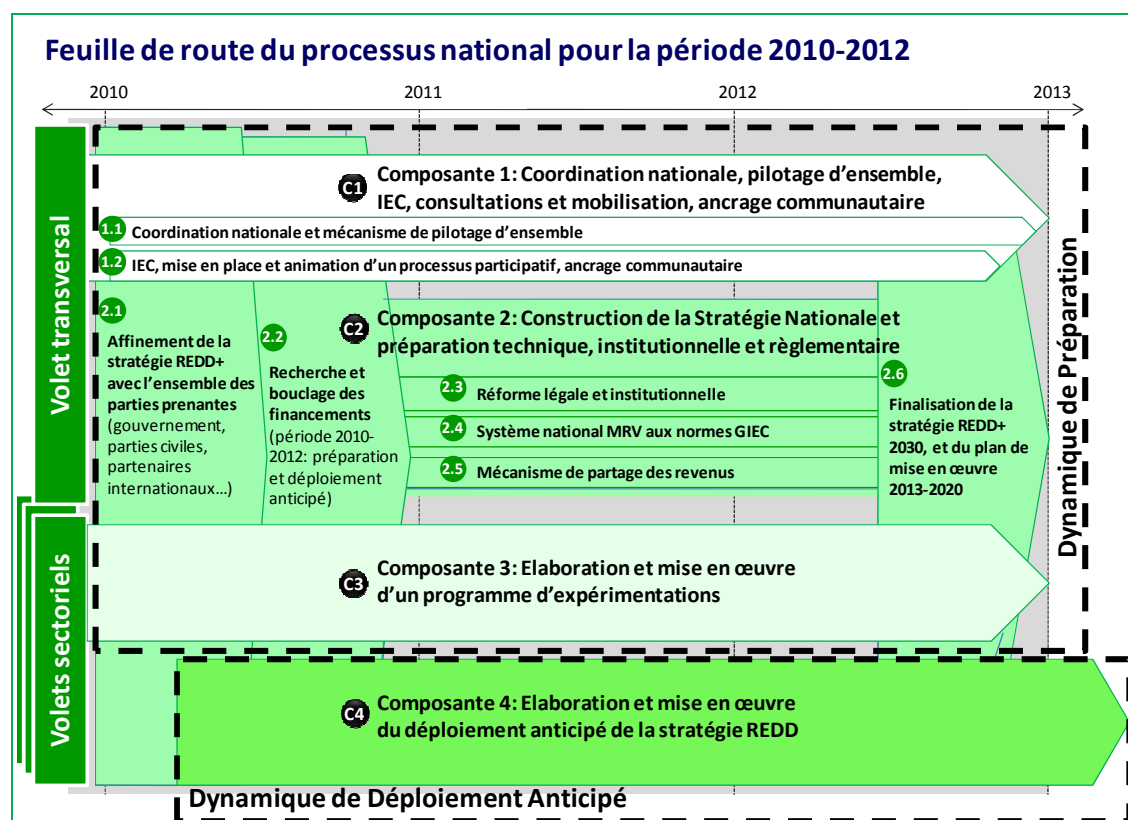 Feuille de route du processus national pour la période 2010-2012
2010
2011
2012
2013
Volet transversal
C1
Composante 1: Coordination nationale, pilotage d'ensemble,
IEC, consultations et mobilisation, ancrage communautaire
1.1
Coordination nationale et mécanisme de pilotage d'ensemble
1.2
IEC, mise en place et animation d'un processus participatif, ancrage communautaire
2.1
Affinement de la
stratégie REDD+
avec l'ensemble des
parties prenantes
(gouvernement,
parties civiles,
partenaires
internationaux...)
2.2
Recherche et
bouclage des
financements
(période 2010-
2012: préparation
et déploiement
anticipé)
C2
Composante 2: Construction de la Stratégie Nationale et
préparation technique, institutionnelle et règlementaire
2.3
Réforme légale et institutionnelle
2.4
Système national MRV aux normes GIEC
2.5
Mécanisme de partage des revenus
2.6
Finalisation de la
stratégie REDD+
2030, et du plan de
mise en œuvre
2013-2020
Dynamique de Préparation
Volets sectoriels
C3
Composante 3: Elaboration et mise en œuvre
d'un programme d'expérimentations
C4
Composante 4: Elaboration et mise en œuvre
du déploiement anticipé de la stratégie REDD
Dynamique de Déploiement Anticipé